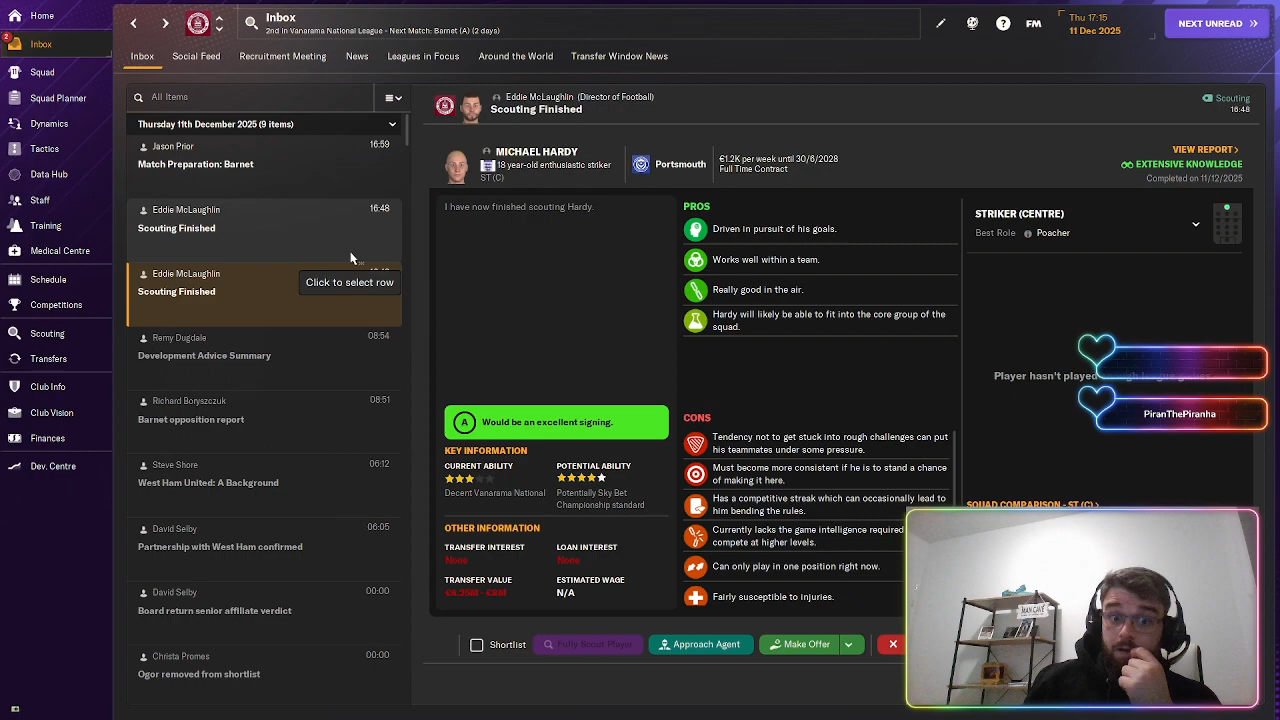 Home
2
Inbox
Squad
Squad Planner
Dynamics
Tactics
Data Hub
Staff
Training
Medical Centre
Schedule
Competitions
Scouting
Transfers
Club Info
Club Vision
Finances
Dev. Centre
Inbox
2nd in Vanarama National League - Next Match: Barnet (A) (2 days)
FM
Thu 17:15
11 Dec 2025
NEXT UNREAD
Inbox
Social Feed
Recruitment Meeting
News
Leagues in Focus
Around the World
Transfer Window News
All Items
Thursday 11th December 2025 (9 items)
Jason Prior 16:59
Match Preparation: Barnet
Eddie McLaughlin 16:48
Scouting Finished
Eddie McLaughlin
Scouting Finished
Click to select row
Remy Dugdale 08:54
Development Advice Summary
Richard Boryszczuk 08:51
Barnet opposition report
Steve Shore 06:12
West Ham United: A Background
David Selby 06:05
Partnership with West Ham confirmed
David Selby 00:00
Board return senior affiliate verdict
Christa Promes 00:00
Ogor removed from shortlist
Eddie McLaughlin (Director of Football)
Scouting Finished
Scouting
16:48
MICHAEL HARDY
18 year-old enthusiastic striker
ST (C)
Portsmouth
€1.2K per week until 30/6/2028
Full Time Contract
VIEW REPORT >
EXTENSIVE KNOWLEDGE
Completed on 11/12/2025
I have now finished scouting Hardy.
A Would be an excellent signing.
KEY INFORMATION
CURRENT ABILITY
Decent Vanarama National
POTENTIAL ABILITY
Potentially Sky Bet
Championship standard
OTHER INFORMATION
TRANSFER INTEREST
None
LOAN INTEREST
None
TRANSFER VALUE
ESTIMATED WAGE
N/A
PROS
Driven in pursuit of his goals.
Works well within a team.
Really good in the air.
Hardy will likely be able to fit into the core group of the
squad.
CONS
Tendency not to get stuck into rough challenges can put
his teammates under some pressure.
Must become more consistent if he is to stand a chance
of making it here.
Has a competitive streak which can occasionally lead to
him bending the rules.
Currently lacks the game intelligence required
compete at higher levels.
Can only play in one position right now.
Fairly susceptible to injuries.
STRIKER (CENTRE)
Best Role Poacher
Player hasn't played
PiranThePiranha
SQUAD COMPARISON - ST (C) >
Shortlist
Fully Scout Player
Approach Agent
Make Offer
MAN CAVE